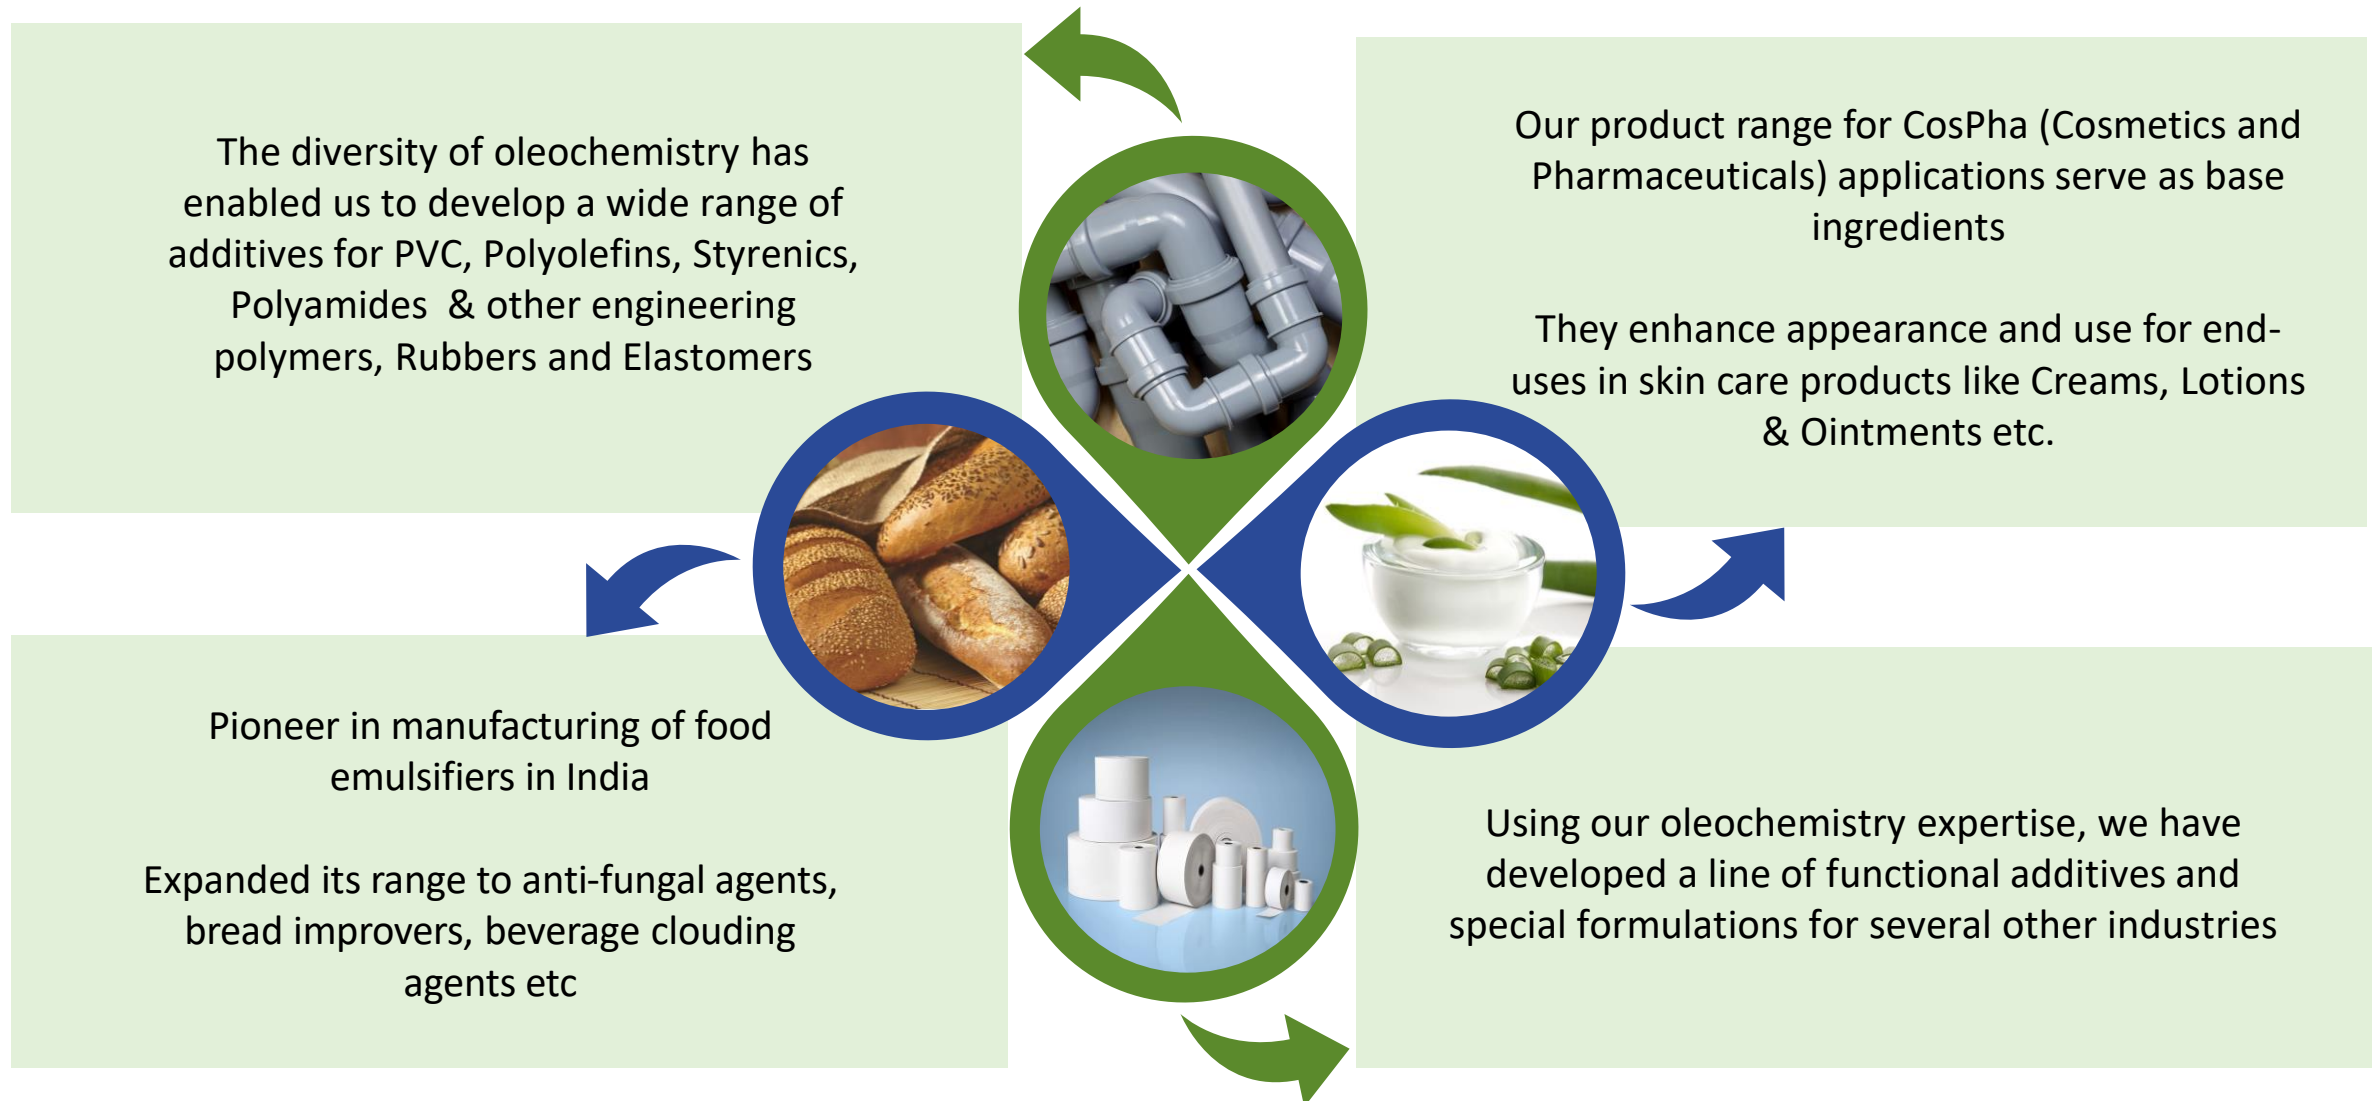 The diversity of oleochemistry has
enabled us to develop a wide range of
additives for PVC, Polyolefins, Styrenics,
Polyamides & other engineering
polymers, Rubbers and Elastomers
Our product range for CosPha (Cosmetics and
Pharmaceuticals) applications serve as base
ingredients
They enhance appearance and use for end-
uses in skin care products like Creams, Lotions
& Ointments etc.
Pioneer in manufacturing of food
emulsifiers in India
Expanded its range to anti-fungal agents,
bread improvers, beverage clouding
agents etc
Using our oleochemistry expertise, we have
developed a line of functional additives and
special formulations for several other industries